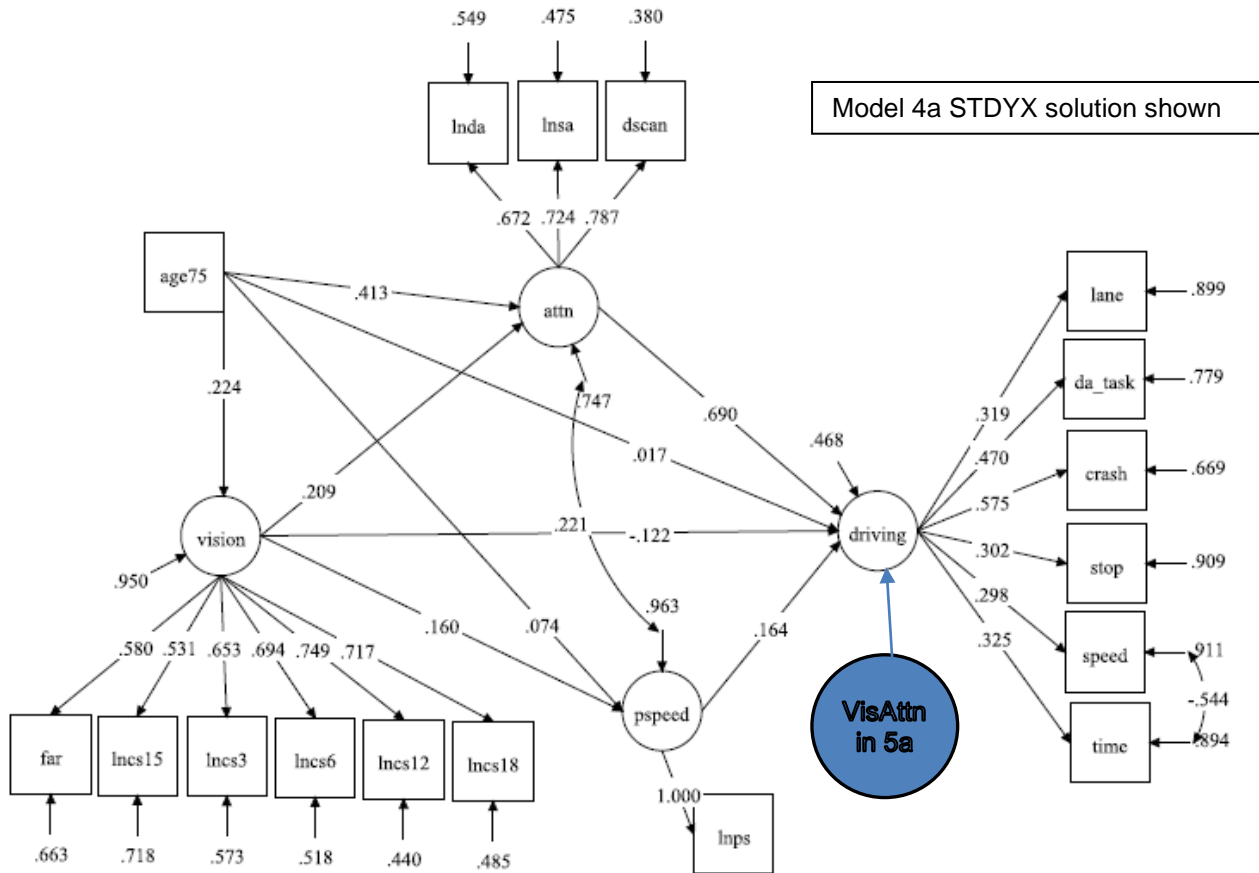 .549 .475 .380
lnda lnsa dscan
Model 4a STDYX solution shown
.672 .724 .787
age75
.413
attn
lane .899
.224
.747
.690
da_task .779
.319
.017
.468
.470
crash .669
.209
.575
vision
.221 -.122
driving
.302
stop .909
.950
.298
.160
.074
.963
.164
.325
speed .911
.580 .531 .653 .694 .749 .717
pspeed
VisAttn
in 5a
-.544
time .894
far lncs15 lncs3 lncs6 lncs12 lncs18
1.000
lnps
.663 .718 .573 .518 .440 .485